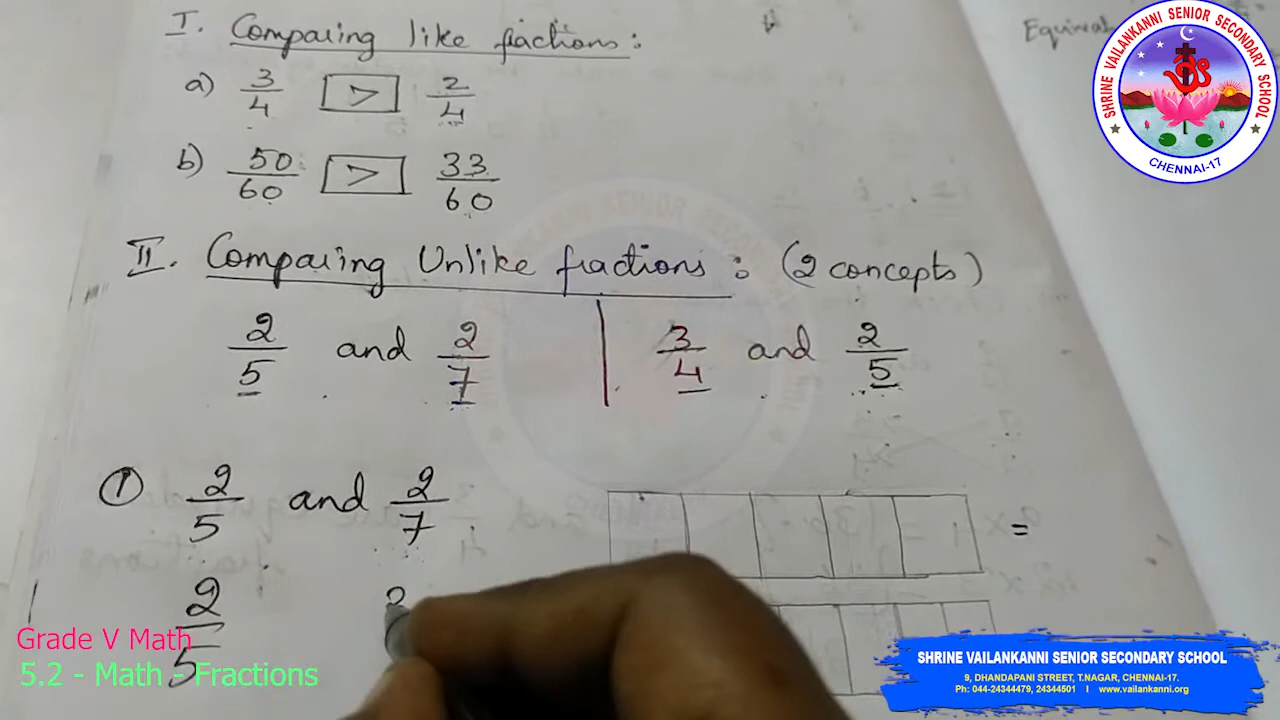 I. Comparing like fractions:
a) 3/4 > 2/4
b) 50/60 > 33/60
II. Comparing Unlike fractions: (2 concepts)
2/5 and 2/7 | 3/4 and 2/5
① 2/5 and 2/7
=
2/5 2
Grade V Math
5.2 - Math - Fractions
SHRINE VAILANKANNI SENIOR SECONDARY SCHOOL
CHENNAI-17
SHRINE VAILANKANNI SENIOR SECONDARY SCHOOL
9, DHANDAPANI STREET, T.NAGAR, CHENNAI-17.
Ph: 044-24344479, 24344501 I www.vailankanni.org